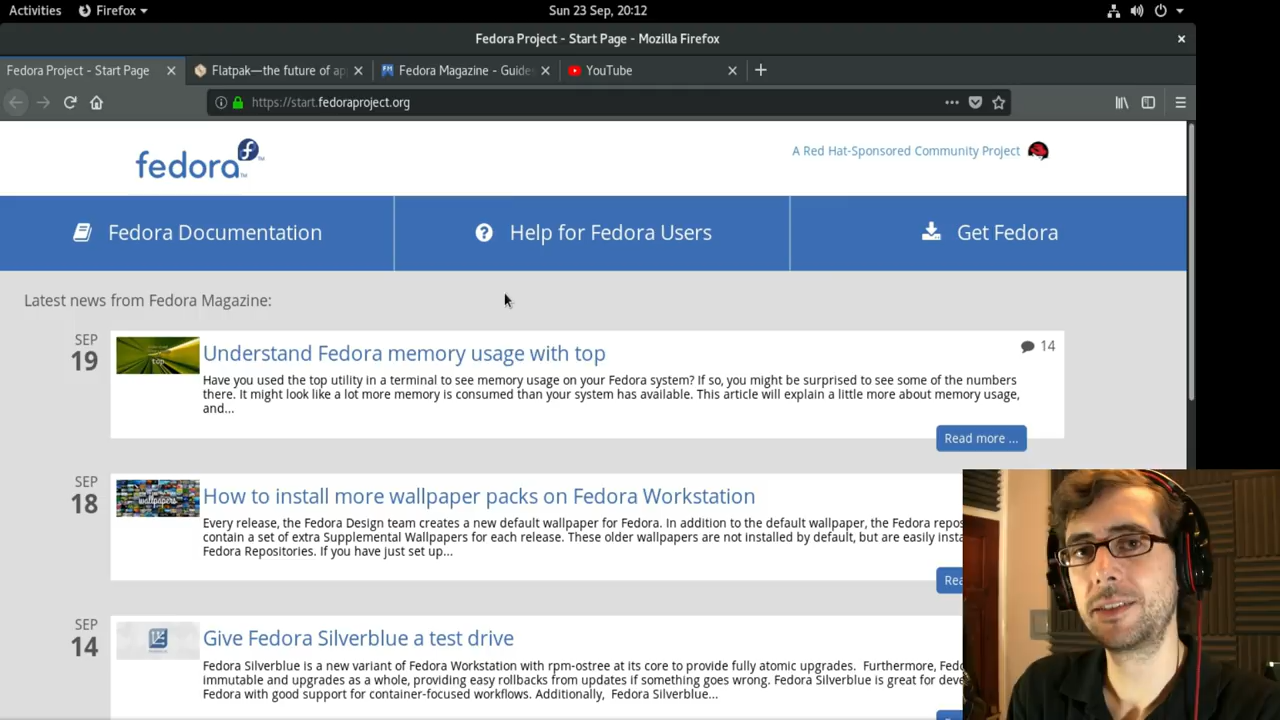 Activities Firefox Sun 23 Sep, 20:12
Fedora Project - Start Page - Mozilla Firefox
Fedora Project - Start Page Flatpak—the future of ap Fedora Magazine - Guides YouTube
https://start.fedoraproject.org
fedora
A Red Hat-Sponsored Community Project
Fedora Documentation Help for Fedora Users Get Fedora
Latest news from Fedora Magazine:
SEP
19
top
Understand Fedora memory usage with top
14
Have you used the top utility in a terminal to see memory usage on your Fedora system? If so, you might be surprised to see some of the numbers
there. It might look like a lot more memory is consumed than your system has available. This article will explain a little more about memory usage,
and...
Read more ...
SEP
18
wallpapers
How to install more wallpaper packs on Fedora Workstation
Every release, the Fedora Design team creates a new default wallpaper for Fedora. In addition to the default wallpaper, the Fedora repos
contain a set of extra Supplemental Wallpapers for each release. These older wallpapers are not installed by default, but are easily insta
Fedora Repositories. If you have just set up...
Rea
SEP
14
Give Fedora Silverblue a test drive
Fedora Silverblue is a new variant of Fedora Workstation with rpm-ostree at its core to provide fully atomic upgrades. Furthermore, Fedo
immutable and upgrades as a whole, providing easy rollbacks from updates if something goes wrong. Fedora Silverblue is great for deve
Fedora with good support for container-focused workflows. Additionally, Fedora Silverblue...